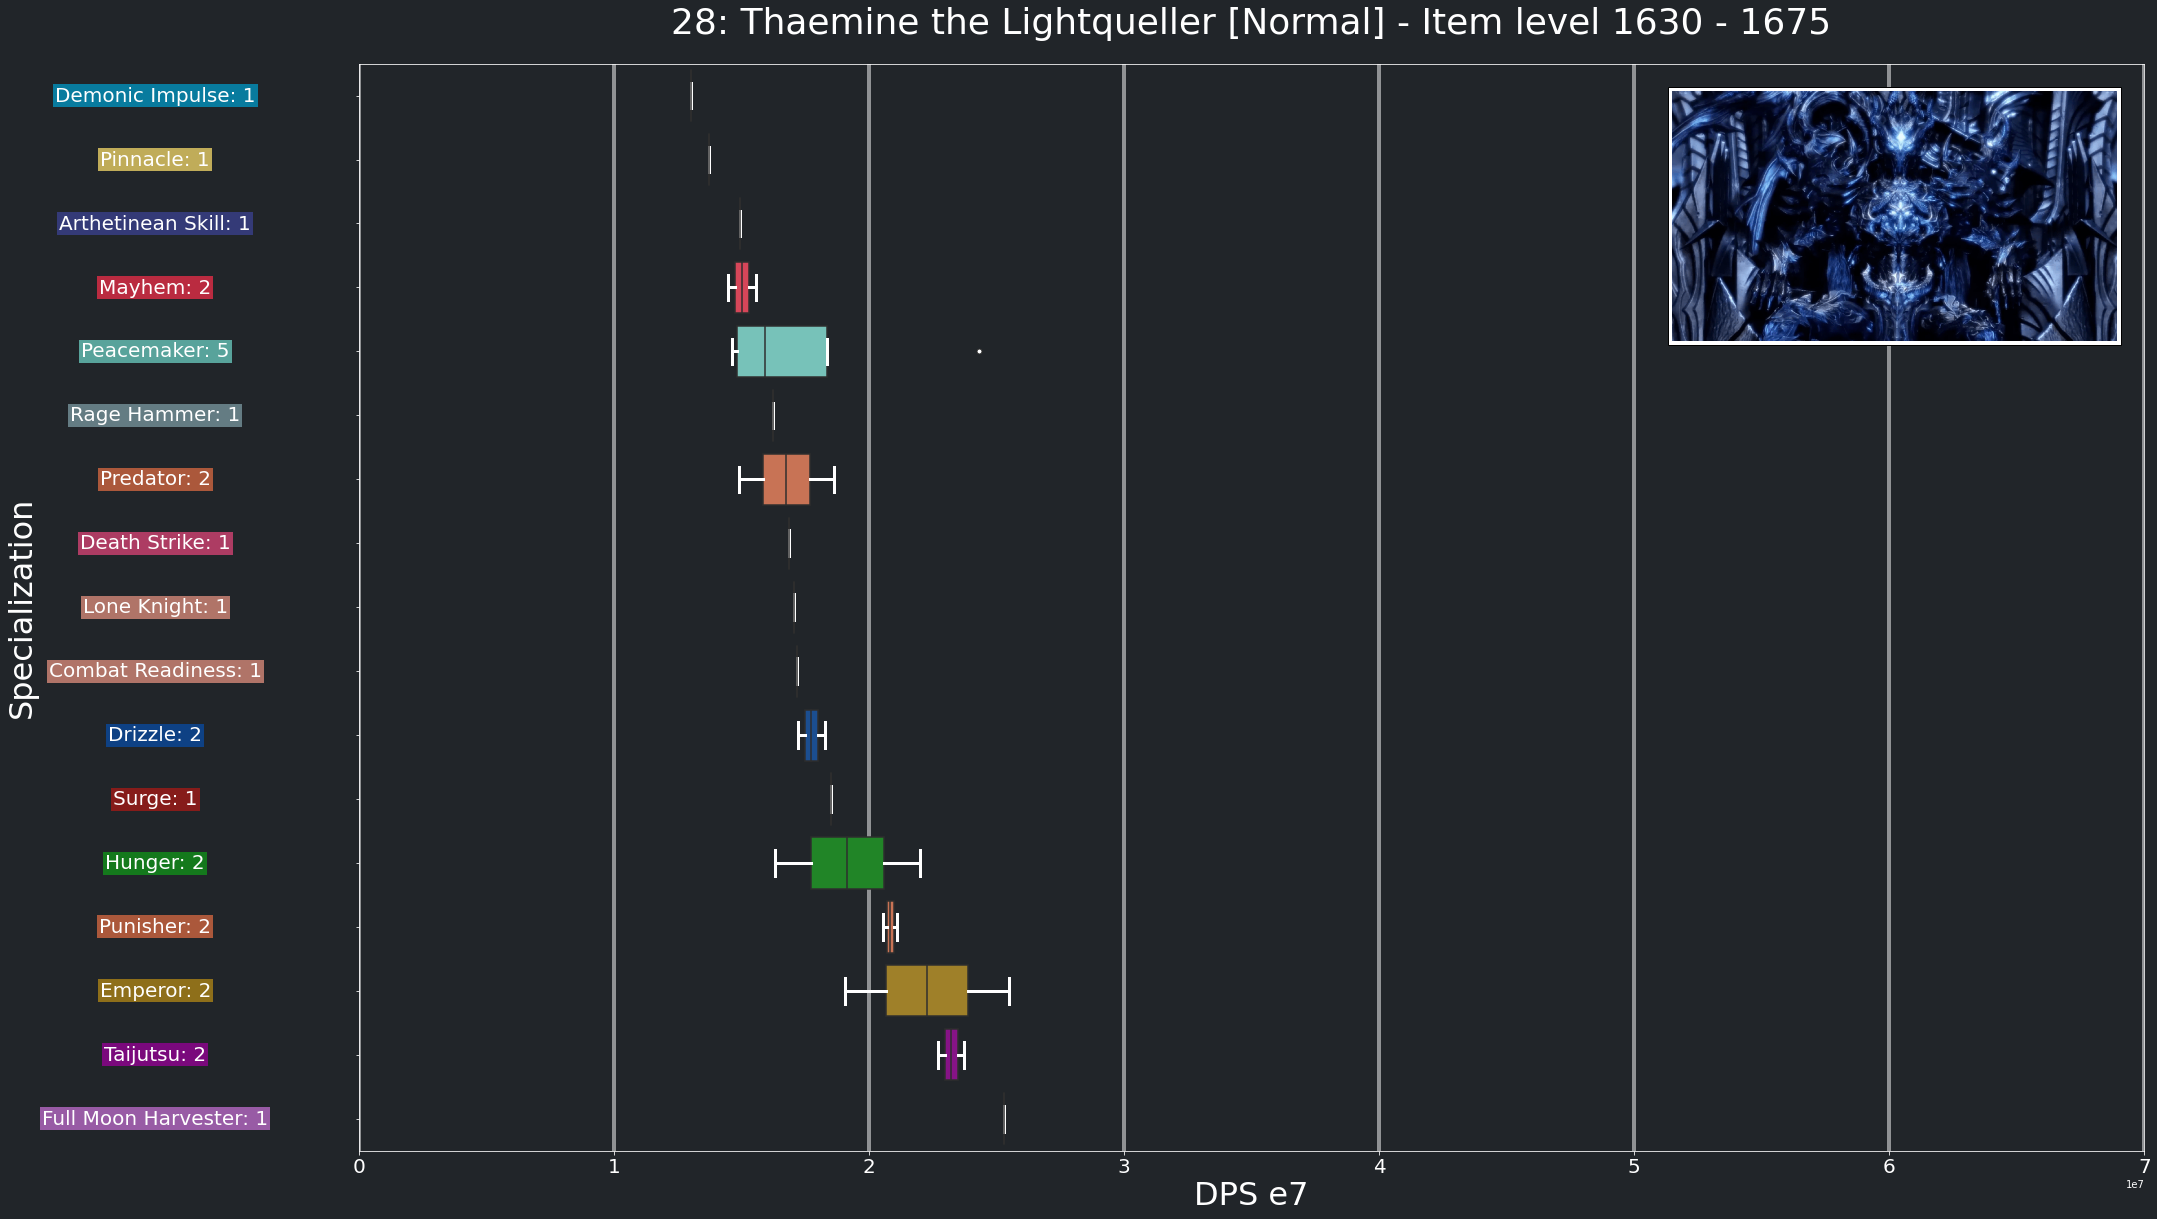 28: Thaemine the Lightqueller [Normal] - Item level 1630 - 1675
Specialization
Demonic Impulse: 1
Pinnacle: 1
Arthetinean Skill: 1
Mayhem: 2
Peacemaker: 5
Rage Hammer: 1
Predator: 2
Death Strike: 1
Lone Knight: 1
Combat Readiness: 1
Drizzle: 2
Surge: 1
Hunger: 2
Punisher: 2
Emperor: 2
Taijutsu: 2
Full Moon Harvester: 1
0 1 2 3 4 5 6 7
1e7
DPS e7